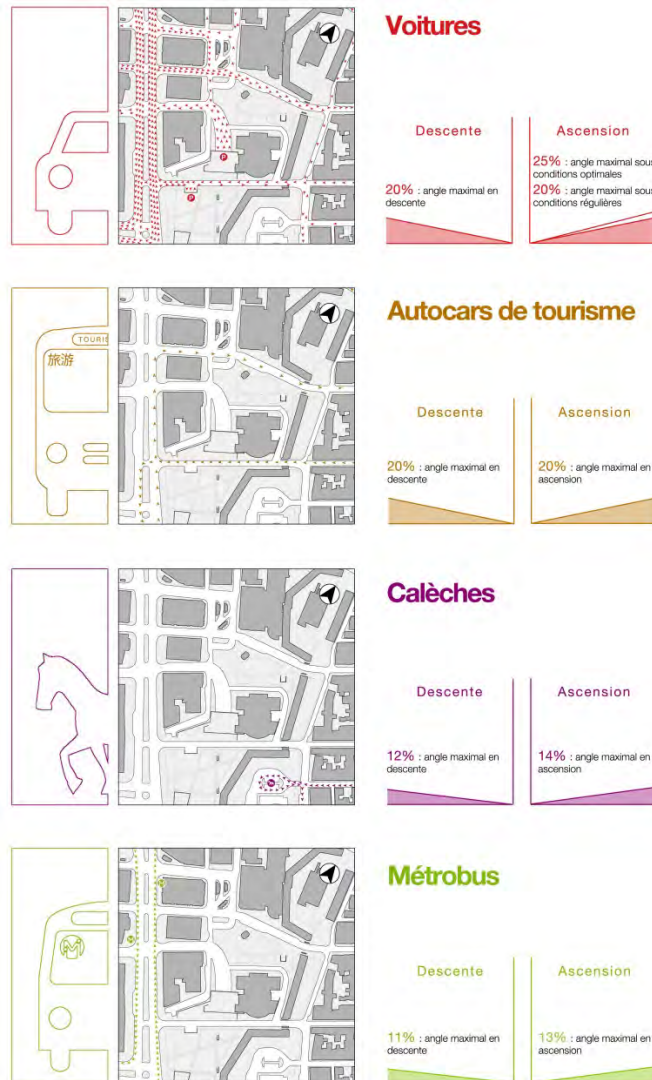 Voitures
Descente
Ascension
20% : angle maximal en
descente
25% : angle maximal sous
conditions optimales
20% : angle maximal sous
conditions régulières
P
P
Autocars de tourisme
TOURIS
旅游
Descente
Ascension
20% : angle maximal en
descente
20% : angle maximal en
ascension
Calèches
Descente
Ascension
12% : angle maximal en
descente
14% : angle maximal en
ascension
Métrobus
Descente
Ascension
11% : angle maximal en
descente
13% : angle maximal en
ascension